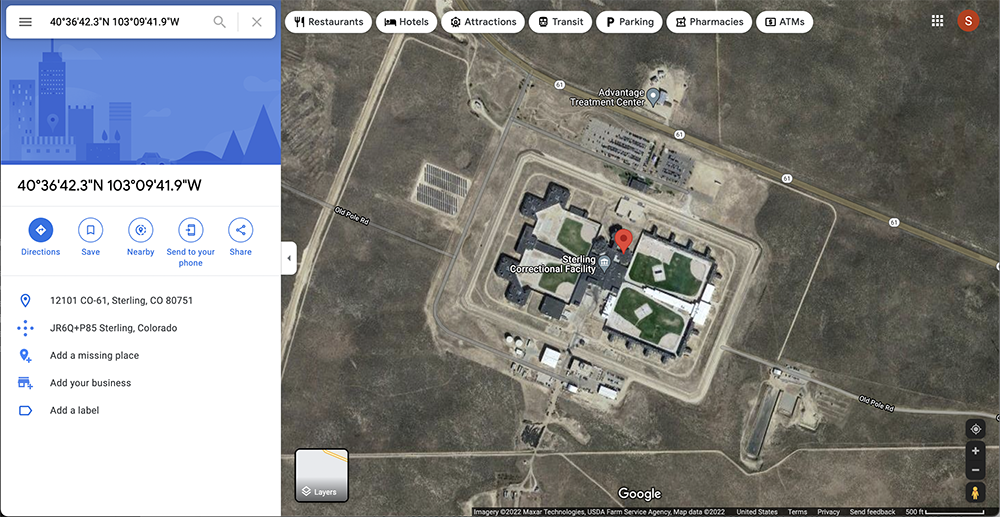 40°36'42.3"N 103°09'41.9"W
Restaurants
Hotels
Attractions
Transit
Parking
Pharmacies
ATMs
S
40°36'42.3"N 103°09'41.9"W
Directions
Save
Nearby
Send to your
phone
Share
12101 CO-61, Sterling, CO 80751
JR6Q+P85 Sterling, Colorado
Add a missing place
Add your business
Add a label
61
Advantage
Treatment Center
61
61
61
Old Pole Rd
Sterling
Correctional Facility
Old Pole Rd
Layers
Google
Imagery ©2022 Maxar Technologies, USDA Farm Service Agency, Map data ©2022
United States
Terms
Privacy
Send feedback
500 ft